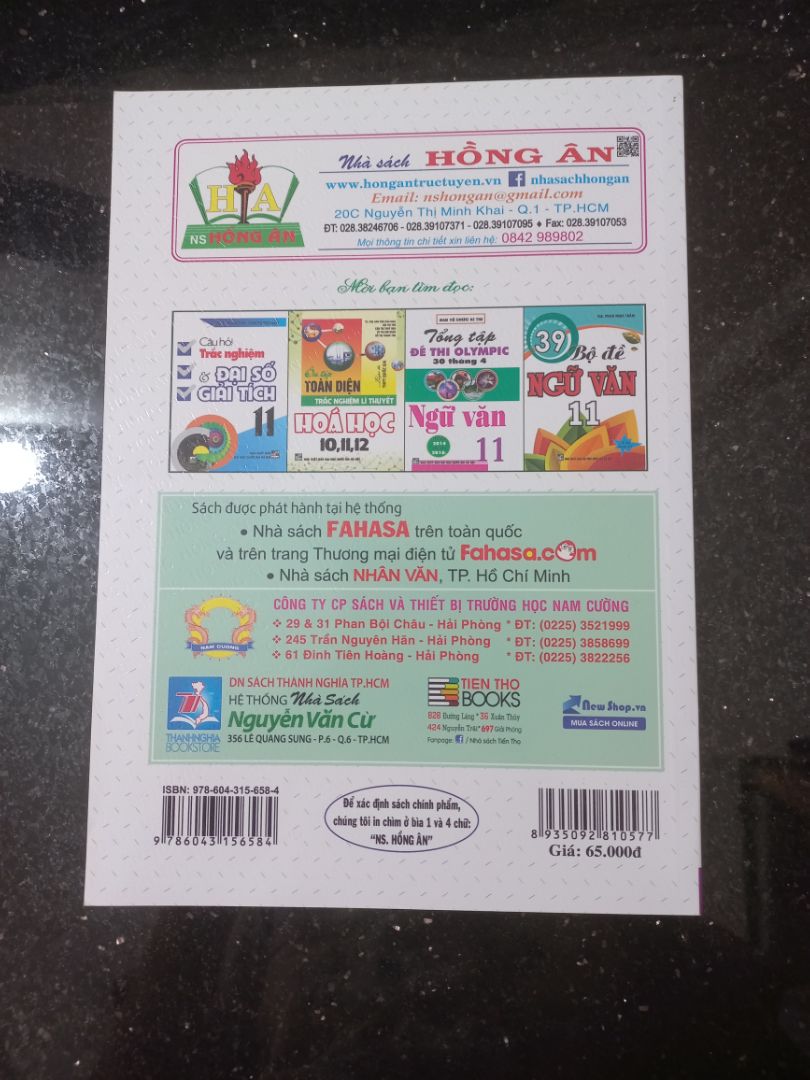 Nhà sách HỒNG ÂN
www.hongantructuyen.vn nhasachhongan
Email: nshongan@gmail.com
20C Nguyễn Thị Minh Khai - Q.1 - TP.HCM
ĐT: 028.38246706 - 028.39107371 - 028.39107095 ♦ Fax: 028.39107053
Mọi thông tin chi tiết xin liên hệ: 0842 989802
HA
NS HỒNG ÂN
Mời bạn tìm đọc:
Câu hỏi
Trắc nghiệm
& ĐẠI SỐ
GIẢI TÍCH
11
TOÀN DIỆN
TRẮC NGHIỆM LÍ THUYẾT
HOÁ HỌC
10,11,12
Tổng tập
ĐỀ THI OLYMPIC
30 tháng 4
Ngữ văn
11
39
Bộ đề
NGỮ VĂN
11
Sách được phát hành tại hệ thống
• Nhà sách FAHASA trên toàn quốc
và trên trang Thương mại điện tử Fahasa.com
• Nhà sách NHÂN VĂN, TP. Hồ Chí Minh
NAM CUONG
CÔNG TY CP SÁCH VÀ THIẾT BỊ TRƯỜNG HỌC NAM CƯỜNG
29 & 31 Phan Bội Châu - Hải Phòng * ĐT: (0225) 3521999
245 Trần Nguyên Hãn - Hải Phòng * ĐT: (0225) 3858699
61 Đinh Tiên Hoàng - Hải Phòng * ĐT: (0225) 3822256
THANHNGHIA
BOOKSTORE
DN SÁCH THÀNH NGHĨA TP.HCM
HỆ THỐNG Nhà Sách
Nguyễn Văn Cừ
356 LÊ QUANG SUNG - P.6 - Q.6 - TP.HCM
TIEN THO
BOOKS
828 Đường Láng * 36 Xuân Thủy
424 Nguyễn Trãi * 697 Giải Phóng
Fanpage: / Nhà sách Tiến Thọ
New Shop.vn
MUA SÁCH ONLINE
ISBN: 978-604-315-658-4
9 786043 156584
Để xác định sách chính phẩm,
chúng tôi in chìm ở bìa 1 và 4 chữ:
"NS. HỒNG ÂN"
8 935092 810577
Giá: 65.000đ